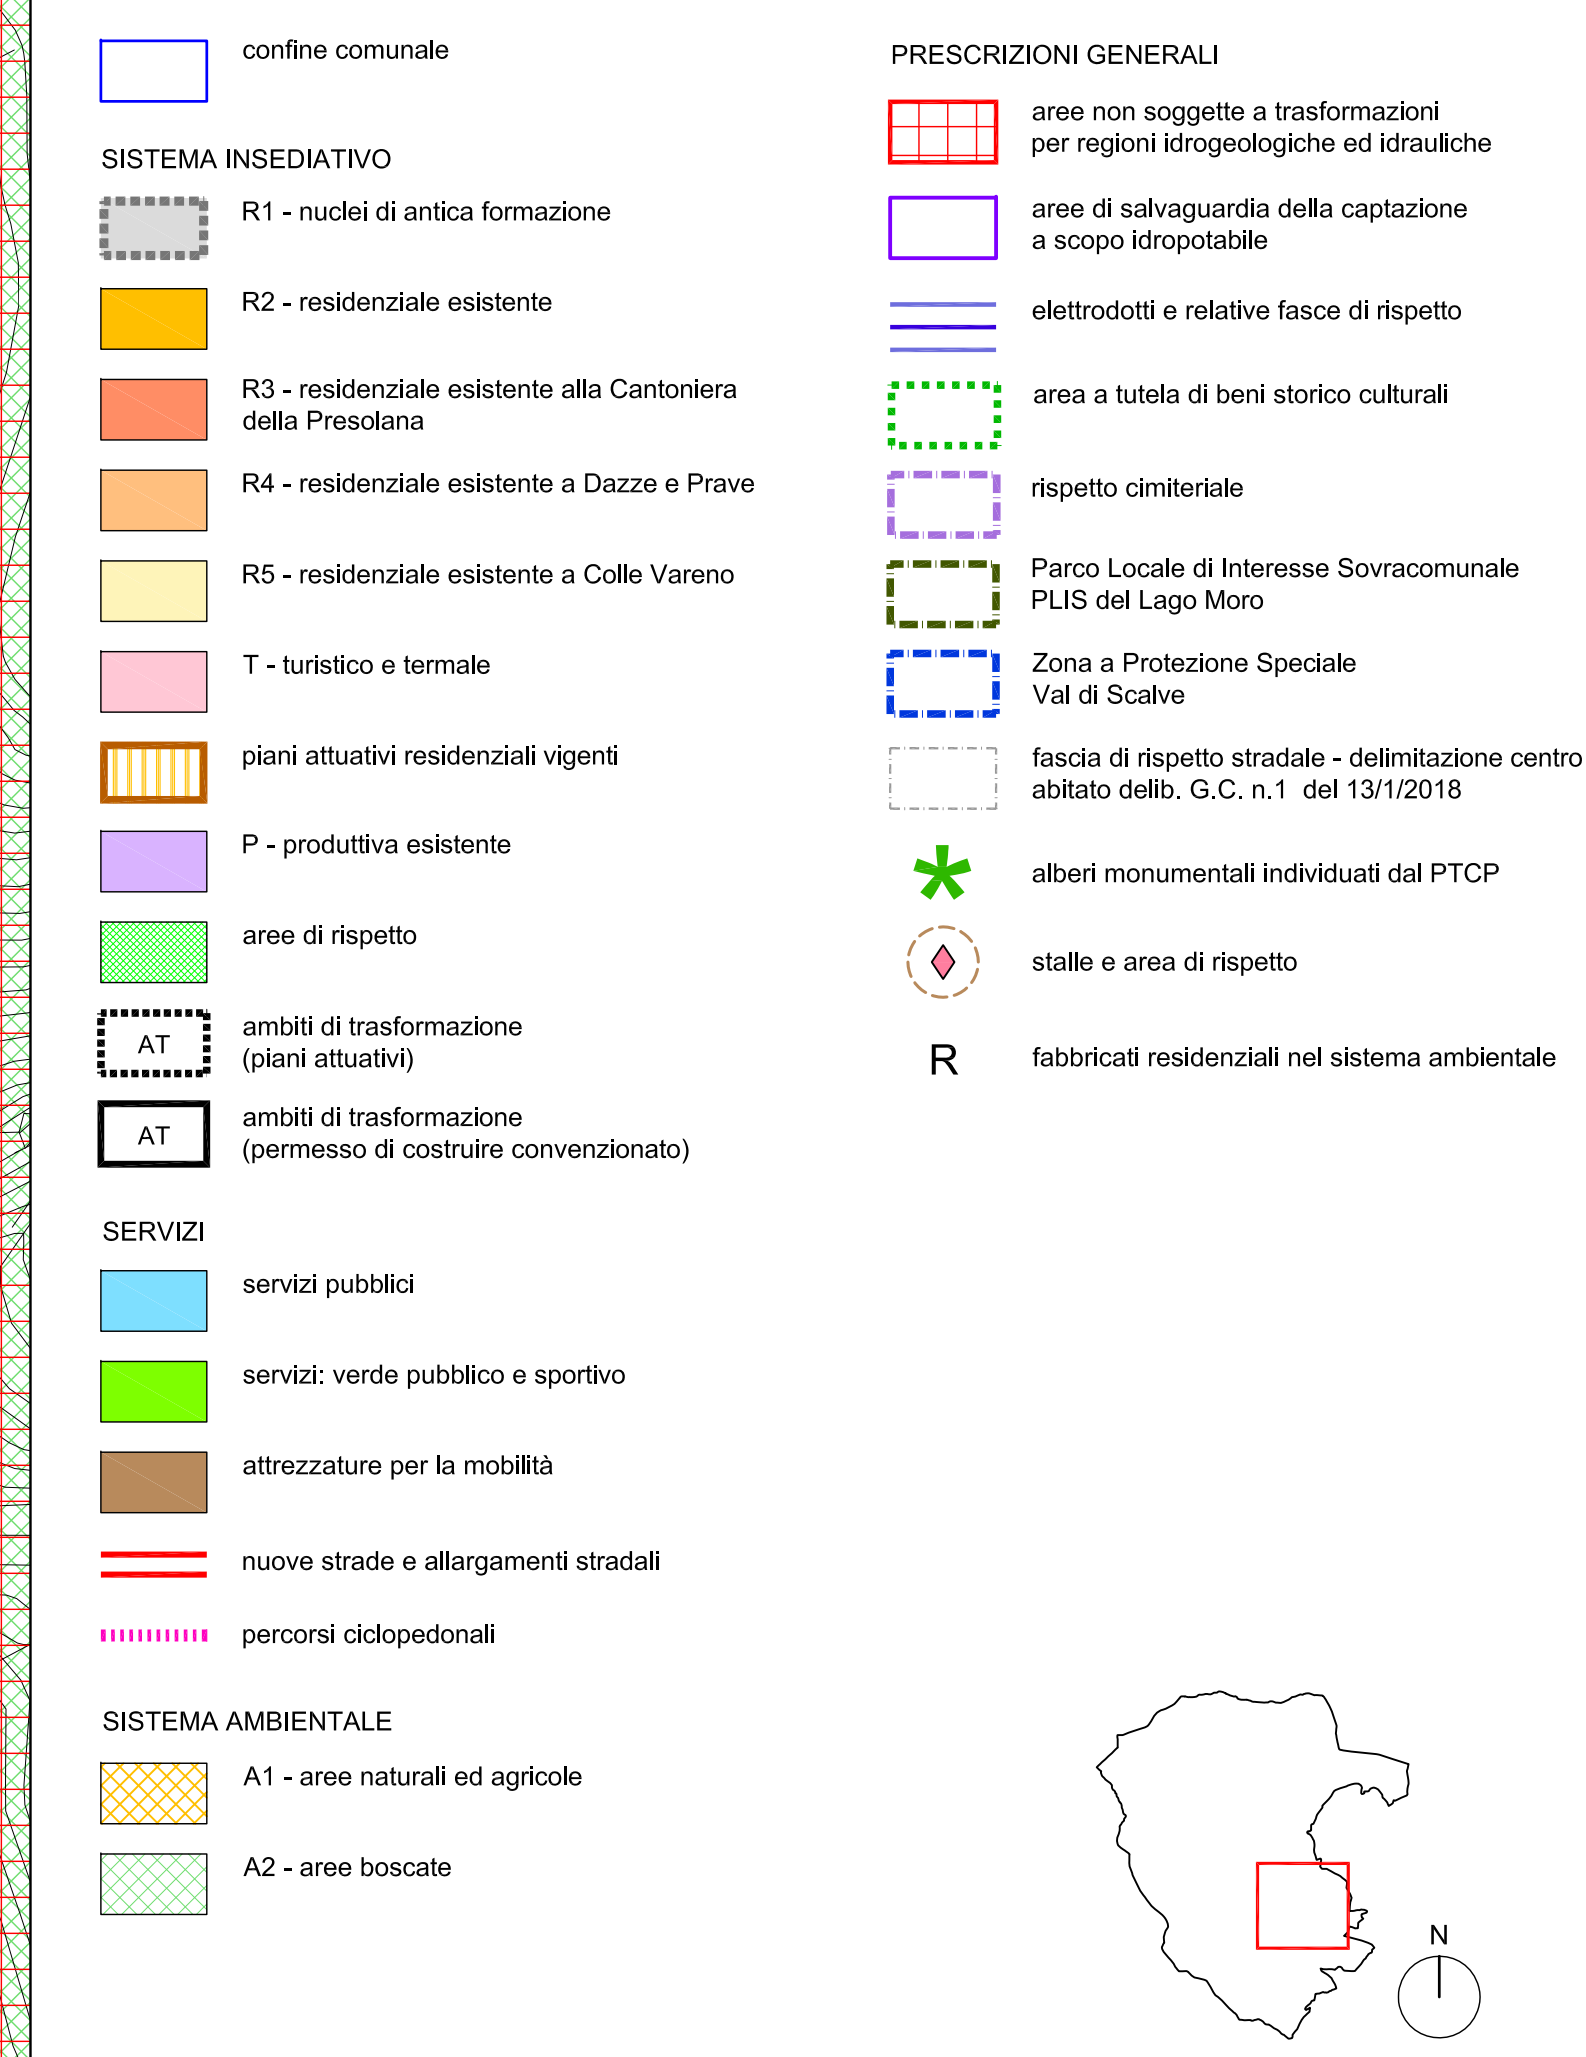 confine comunale
SISTEMA INSEDIATIVO
R1 - nuclei di antica formazione
R2 - residenziale esistente
R3 - residenziale esistente alla Cantoniera
della Presolana
R4 - residenziale esistente a Dazze e Prave
R5 - residenziale esistente a Colle Vareno
T - turistico e termale
piani attuativi residenziali vigenti
P - produttiva esistente
aree di rispetto
AT
ambiti di trasformazione
(piani attuativi)
AT
ambiti di trasformazione
(permesso di costruire convenzionato)
SERVIZI
servizi pubblici
servizi: verde pubblico e sportivo
attrezzature per la mobilità
nuove strade e allargamenti stradali
percorsi ciclopedonali
SISTEMA AMBIENTALE
A1 - aree naturali ed agricole
A2 - aree boscate
PRESCRIZIONI GENERALI
aree non soggette a trasformazioni
per regioni idrogeologiche ed idrauliche
aree di salvaguardia della captazione
a scopo idropotabile
elettrodotti e relative fasce di rispetto
area a tutela di beni storico culturali
rispetto cimiteriale
Parco Locale di Interesse Sovracomunale
PLIS del Lago Moro
Zona a Protezione Speciale
Val di Scalve
fascia di rispetto stradale - delimitazione centro
abitato delib. G.C. n.1 del 13/1/2018
alberi monumentali individuati dal PTCP
stalle e area di rispetto
R
fabbricati residenziali nel sistema ambientale
N